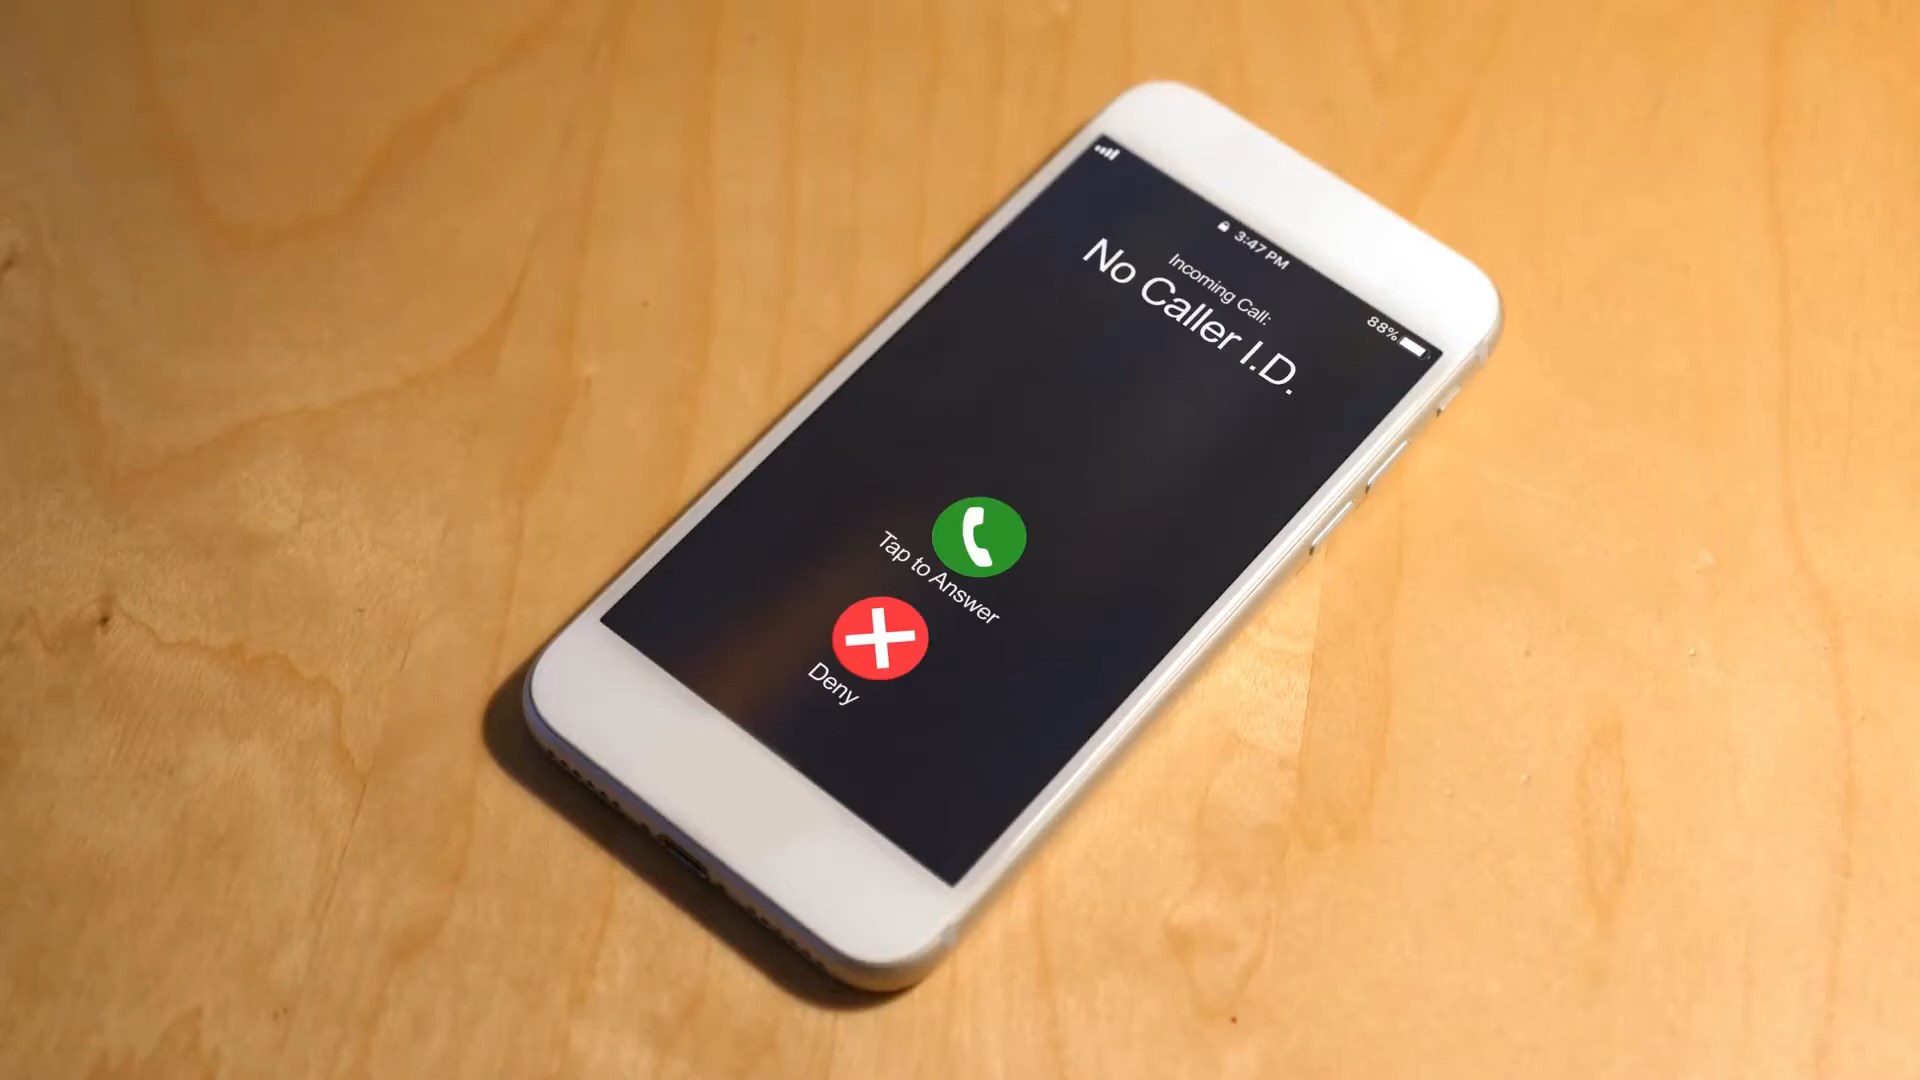 3:47 PM
88%
Incoming Call:
No Caller I.D.
Tap to Answer
Deny